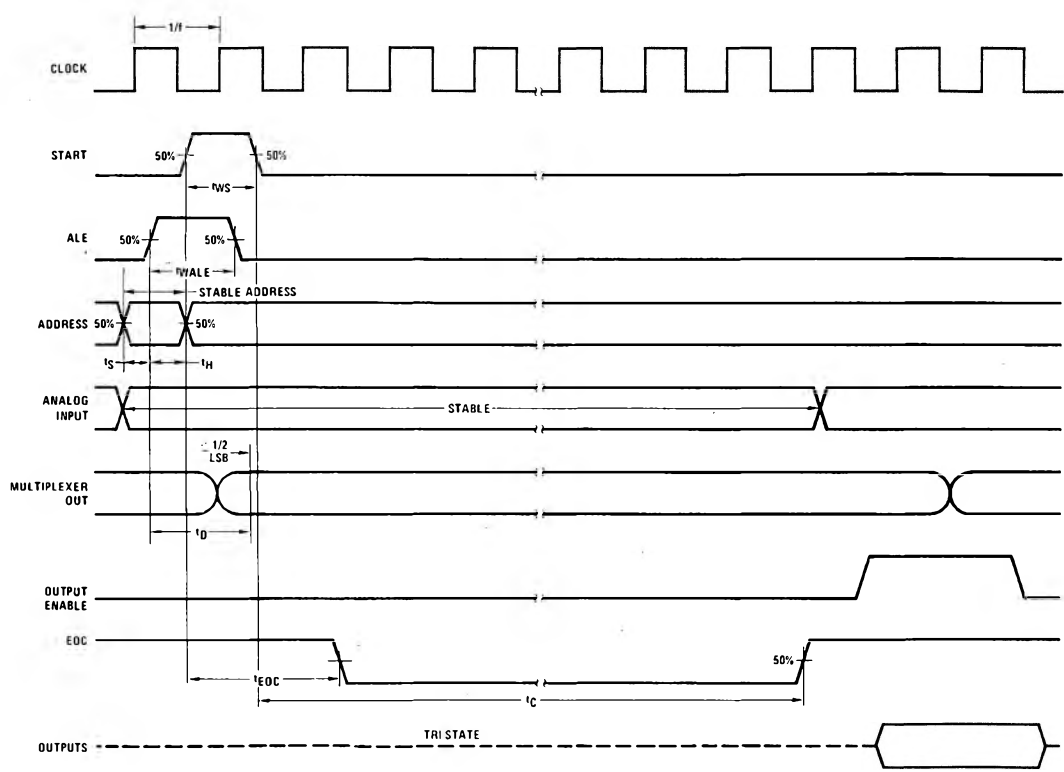 1/f
CLOCK
START
50%
50%
tWS
ALE
50%
50%
tWALE
STABLE ADDRESS
ADDRESS
50%
50%
tS
tH
ANALOG
INPUT
STABLE
1/2
LSB
MULTIPLEXER
OUT
tD
OUTPUT
ENABLE
EOC
50%
tEOC
tC
TRI STATE
OUTPUTS